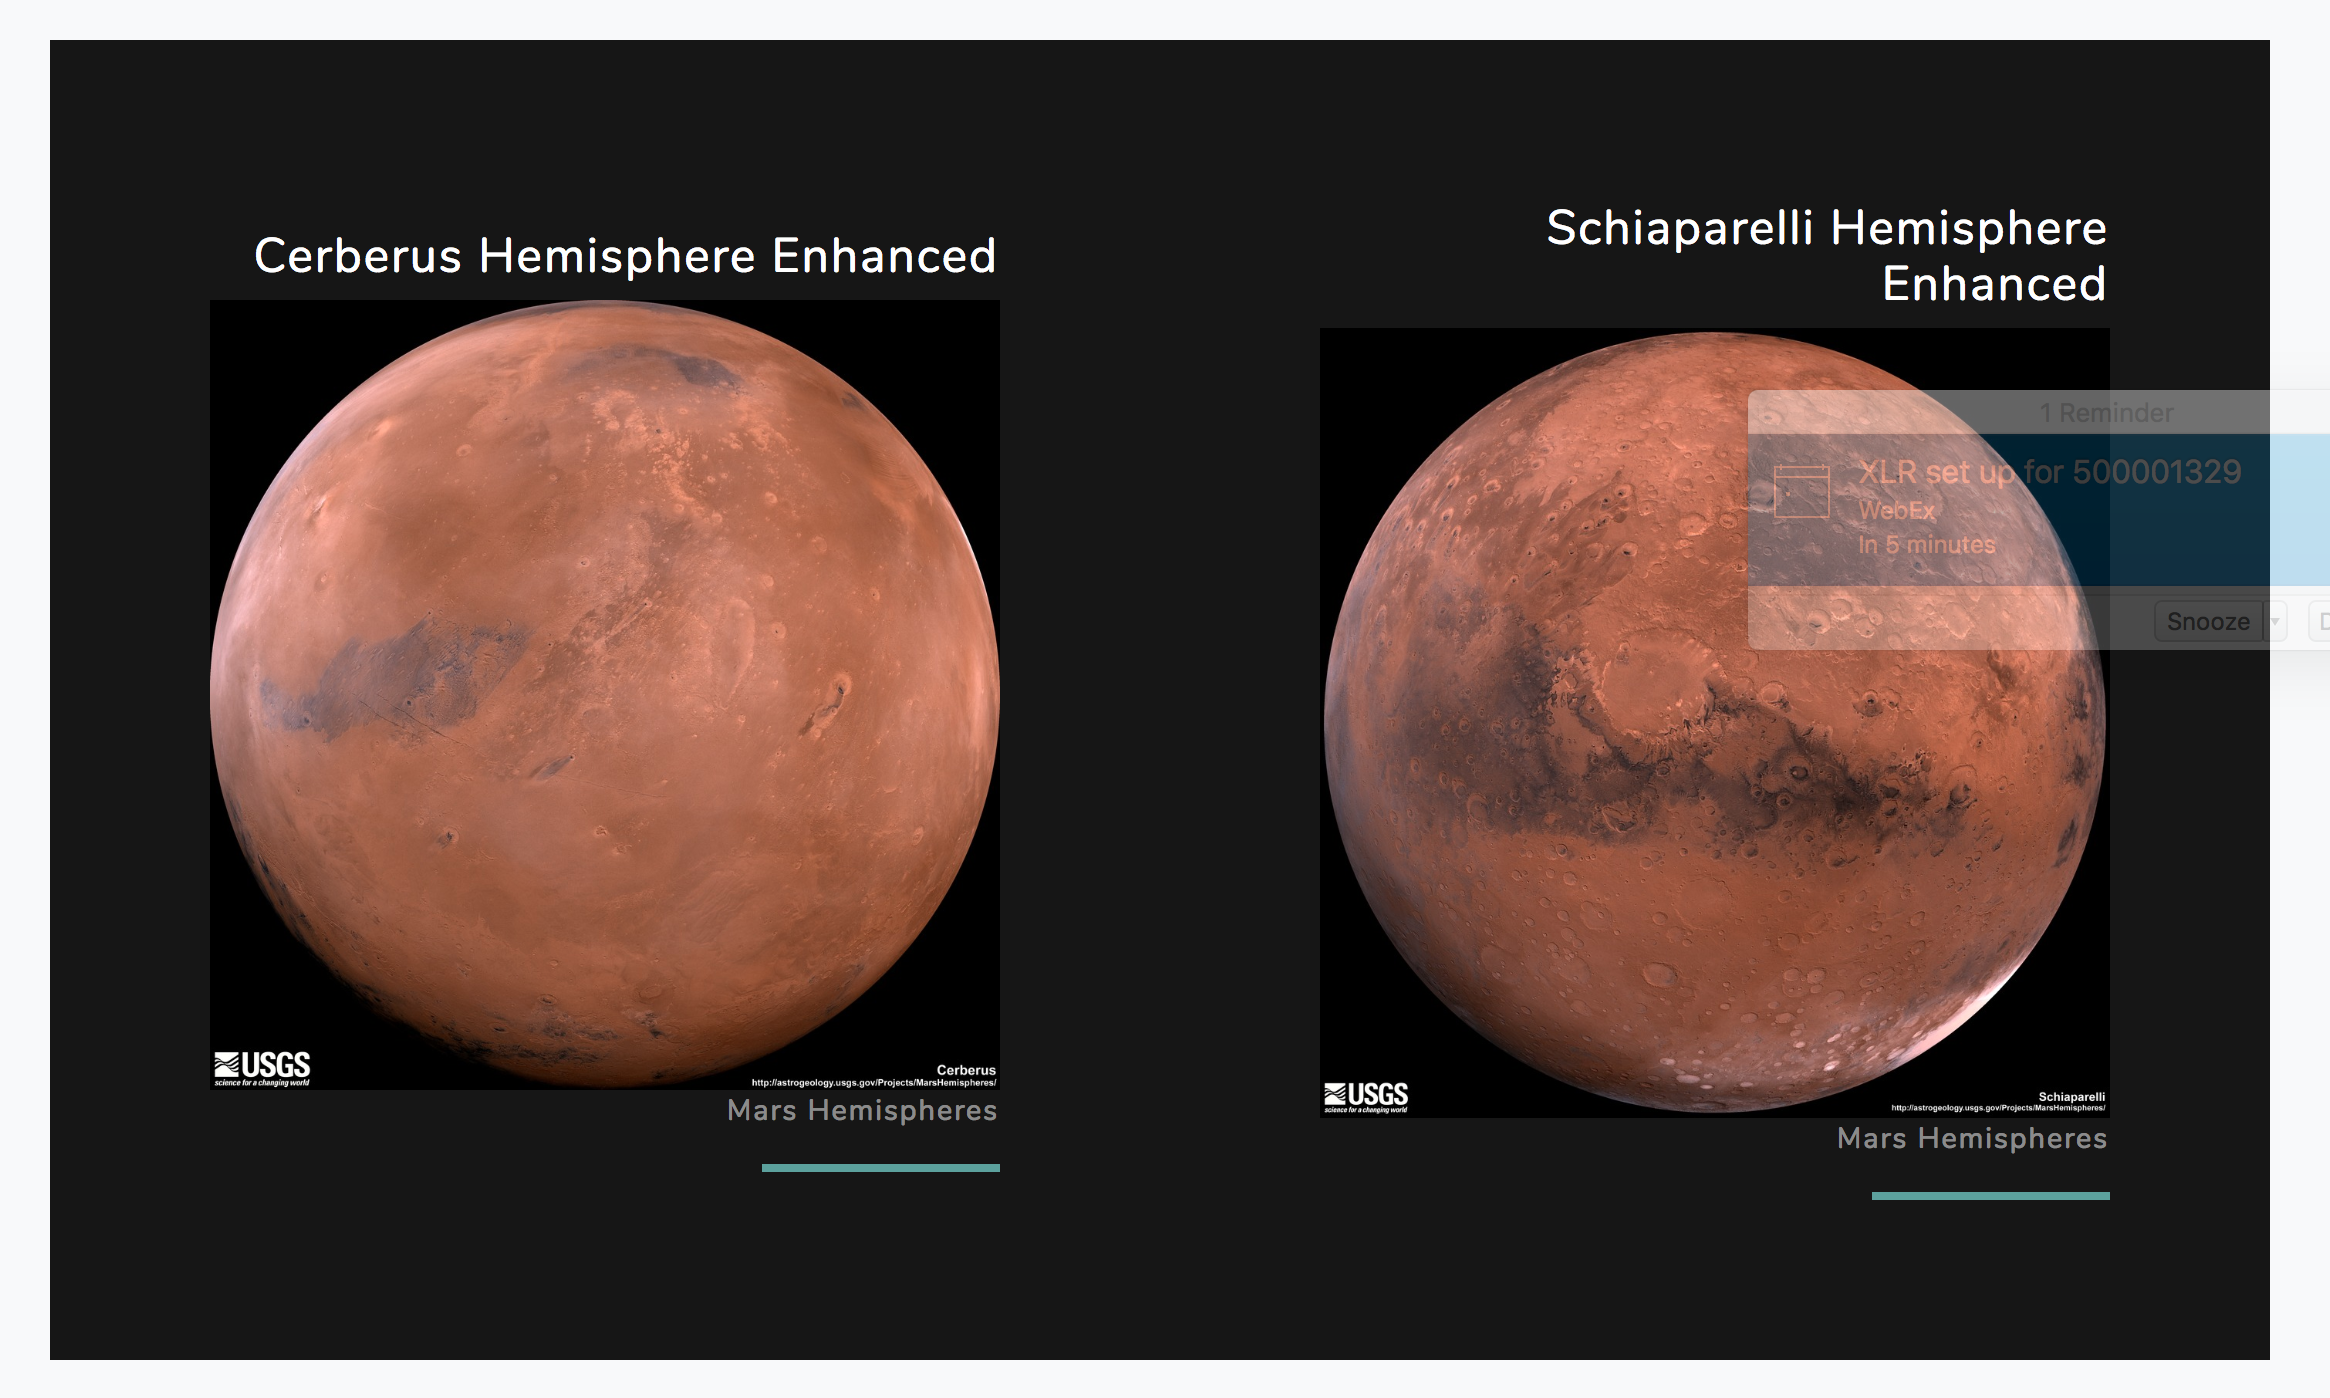 Cerberus Hemisphere Enhanced
USGS
science for a changing world
Cerberus
http://astrogeology.usgs.gov/Projects/MarsHemispheres/
Mars Hemispheres
Schiaparelli Hemisphere
Enhanced
1 Reminder
XLR set up for 500001329
WebEx
In 5 minutes
Snooze
USGS
science for a changing world
Schiaparelli
http://astrogeology.usgs.gov/Projects/MarsHemispheres/
Mars Hemispheres